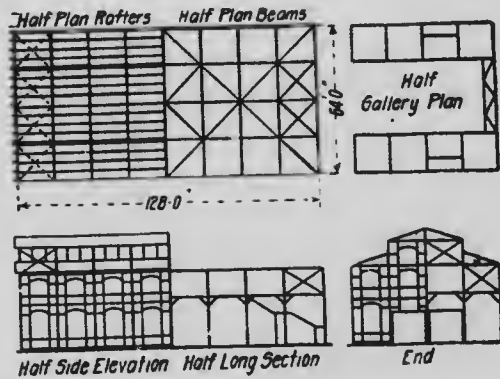 Half Plan Rafters
Half Plan Beams
Half
Gallery Plan
64·0"
128·0"
Half Side Elevation
Half Long Section
End